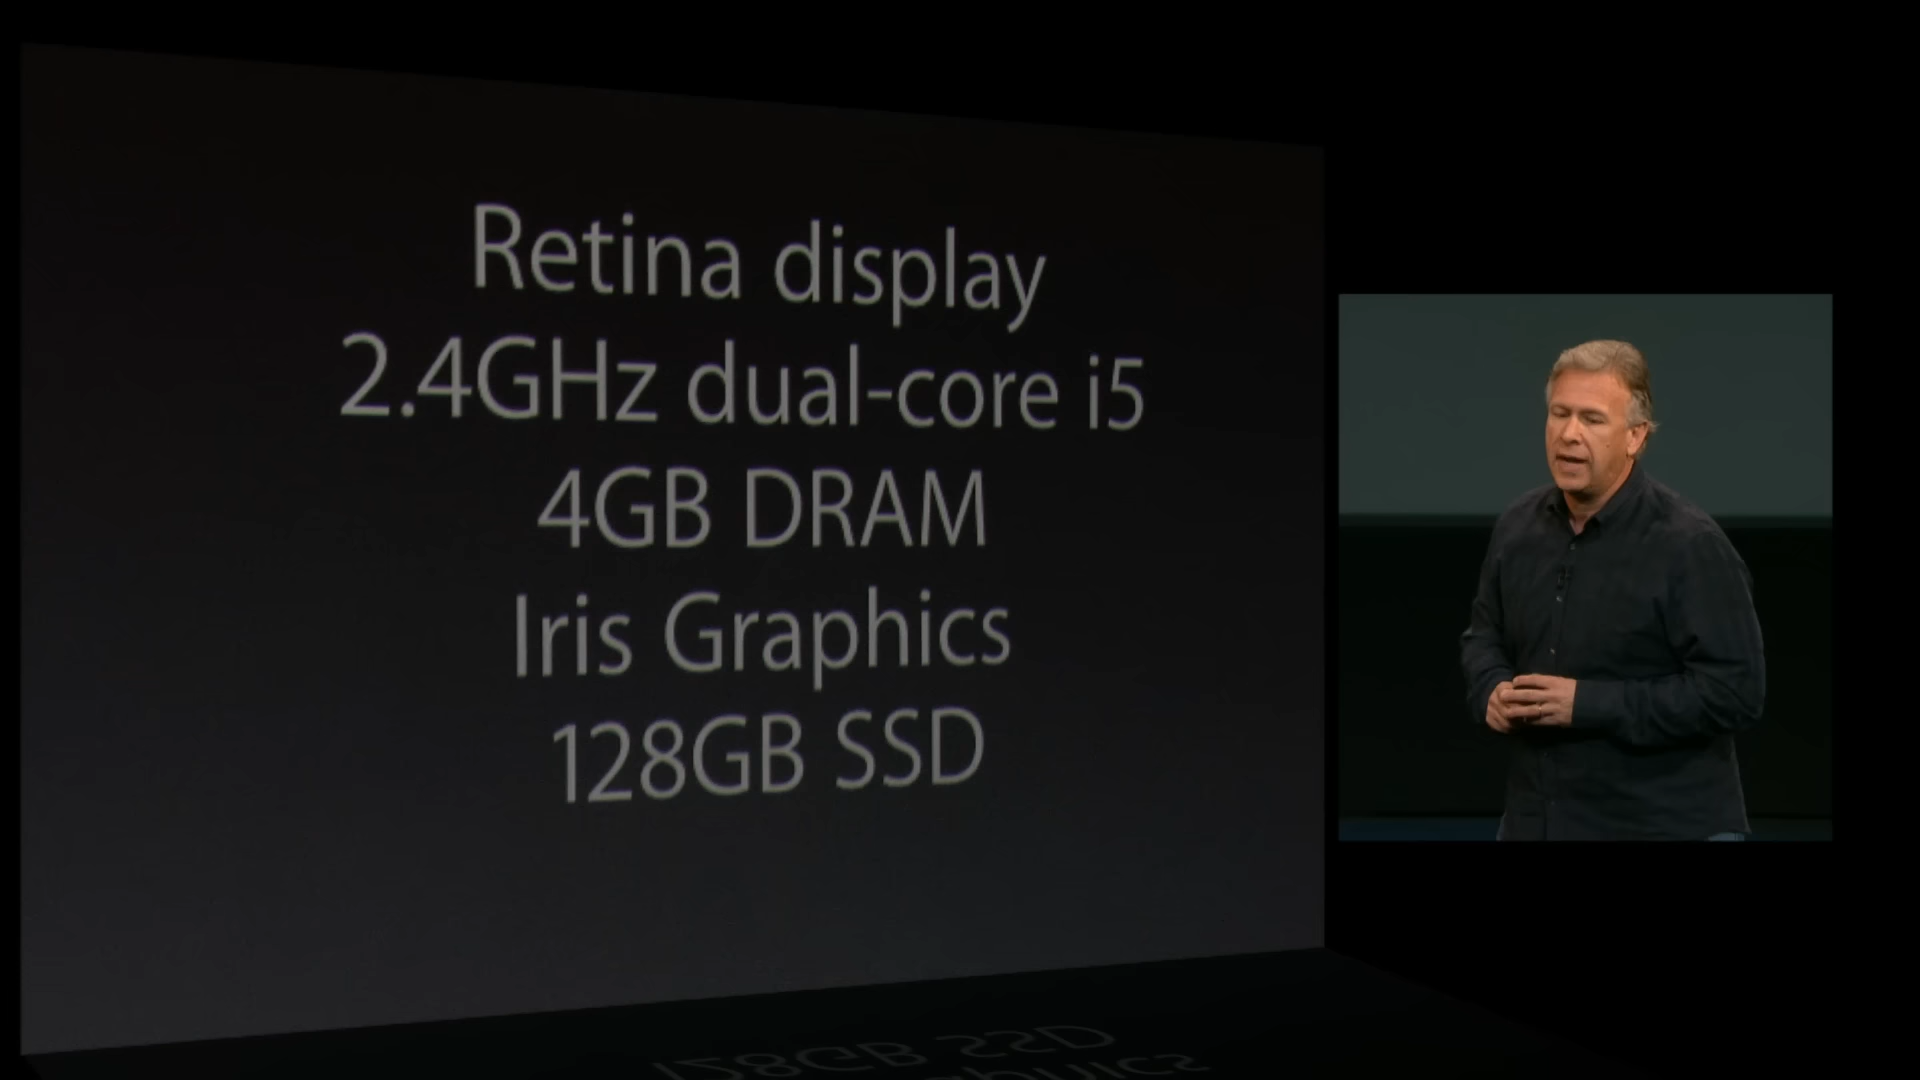 Retina display
2.4GHz dual-core i5
4GB DRAM
Iris Graphics
128GB SSD